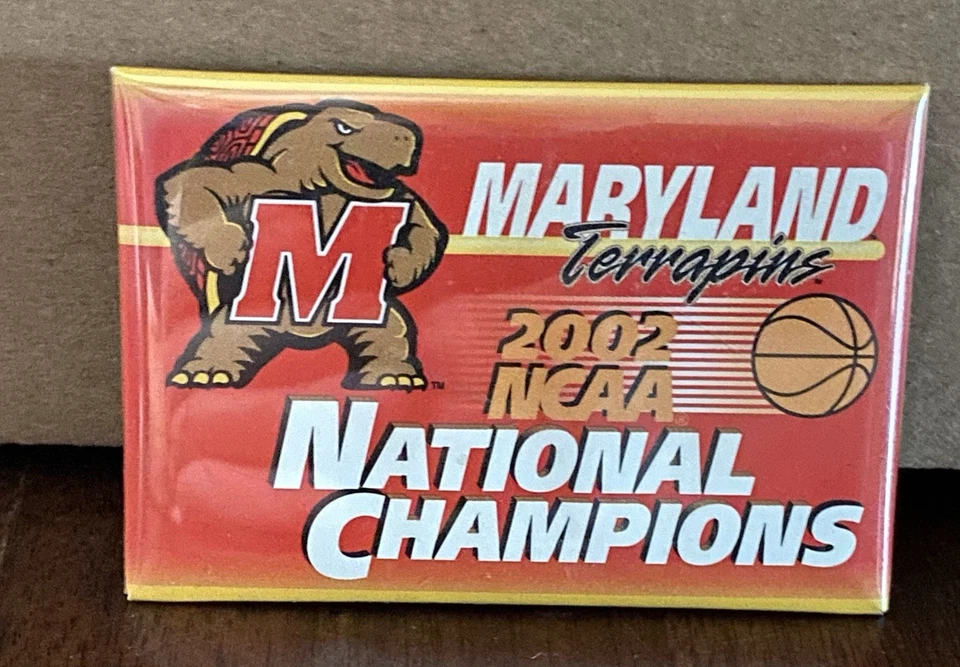 M
MARYLAND
Terrapins
2002
NCAA
NATIONAL
CHAMPIONS